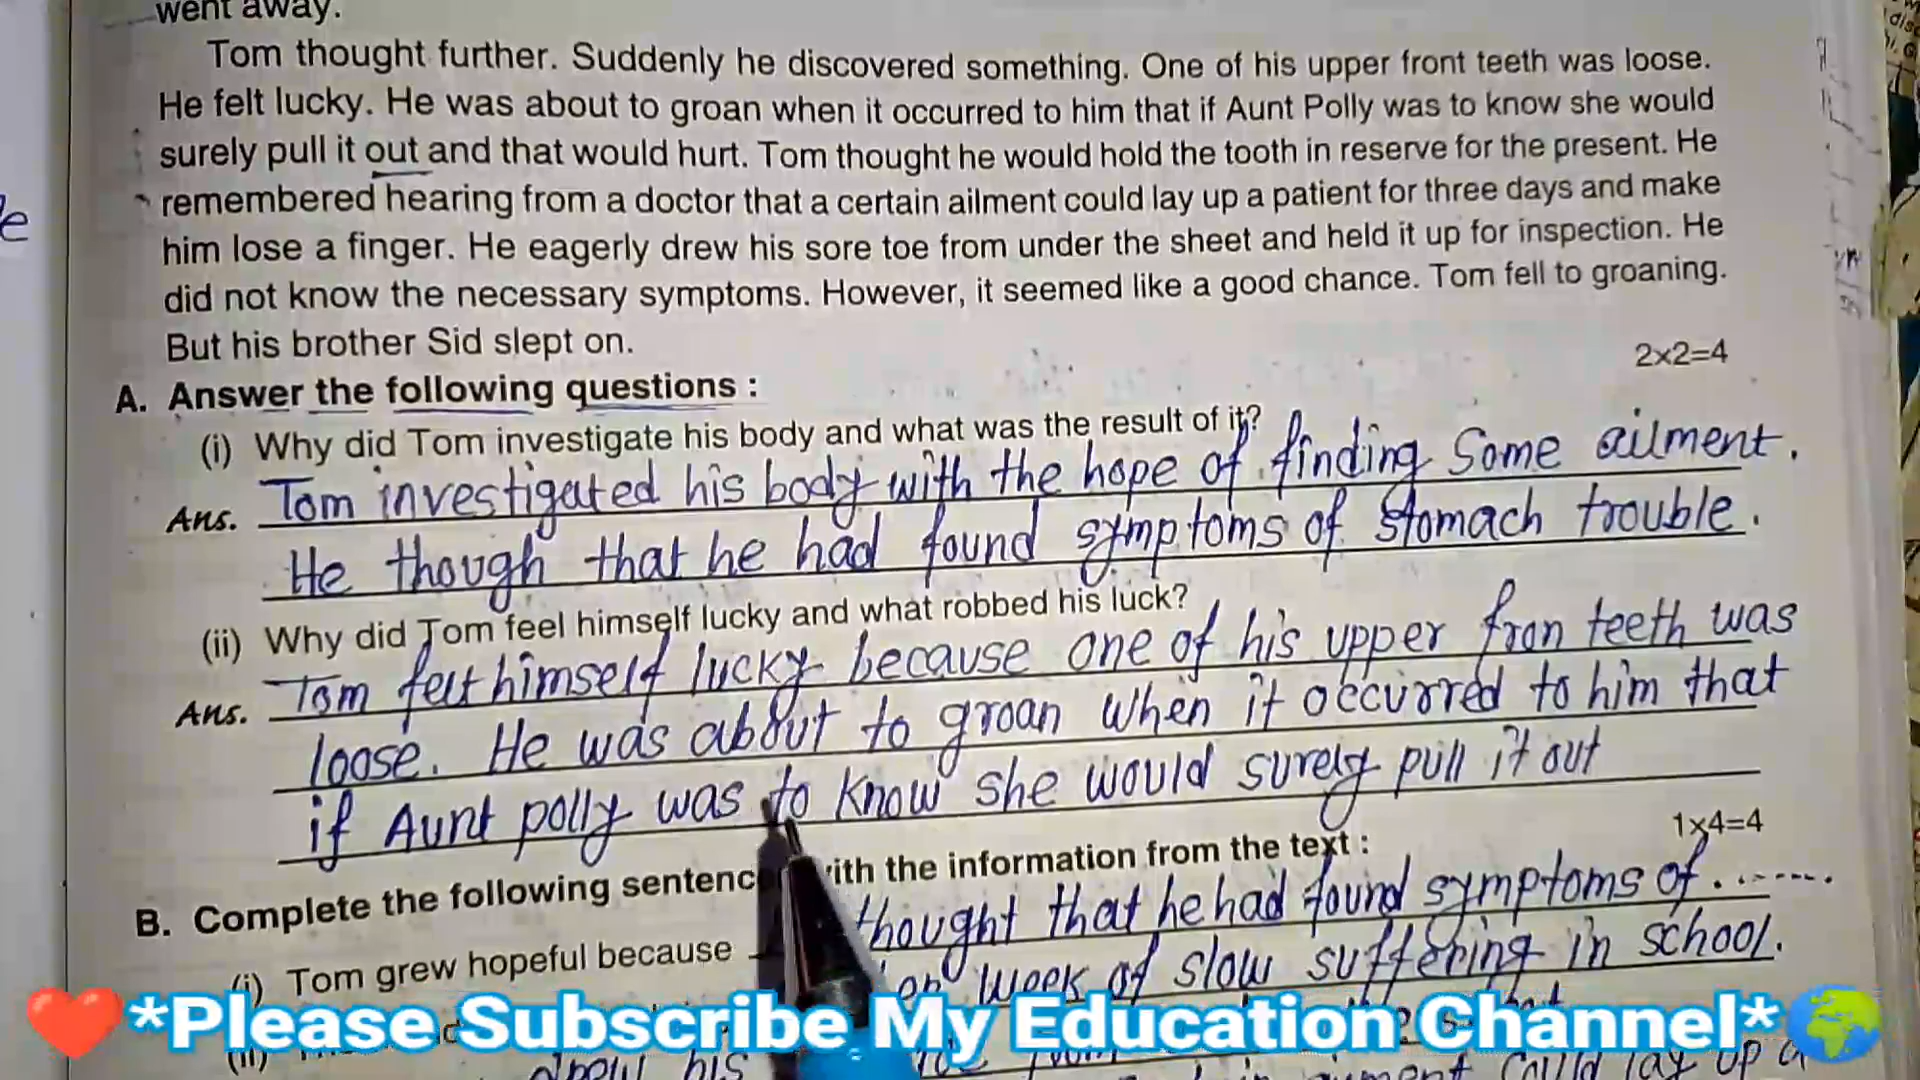 went away.
Tom thought further. Suddenly he discovered something. One of his upper front teeth was loose.
He felt lucky. He was about to groan when it occurred to him that if Aunt Polly was to know she would
surely pull it out and that would hurt. Tom thought he would hold the tooth in reserve for the present. He
remembered hearing from a doctor that a certain ailment could lay up a patient for three days and make
him lose a finger. He eagerly drew his sore toe from under the sheet and held it up for inspection. He
did not know the necessary symptoms. However, it seemed like a good chance. Tom fell to groaning.
But his brother Sid slept on.
2x2=4
A. Answer the following questions :
(i) Why did Tom investigate his body and what was the result of it?
Ans. Tom investigated his body with the hope of finding Some ailment.
He though that he had found symptoms of stomach trouble.
(ii) Why did Tom feel himself lucky and what robbed his luck?
Ans. Tom felt himself lucky because one of his upper fron teeth was
loose. He was about to groan when it occurred to him that
if Aunt polly was to know she would surely pull it out
1x4=4
B. Complete the following with the information from the text :
(i) Tom grew hopeful because thought that he had found symptoms of.......
week of slow suffering in school.
*Please Subscribe My Education Channel*
(ii)
his could lay up a